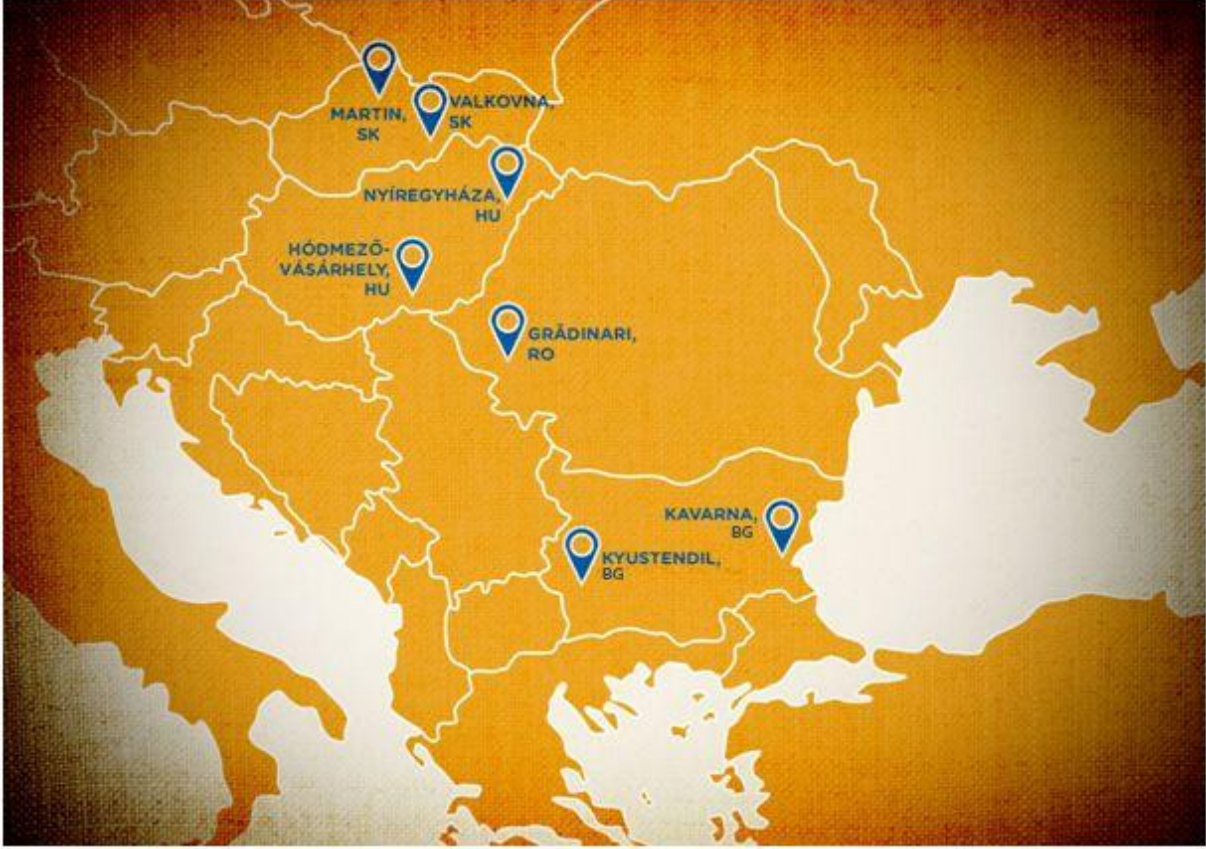 MARTIN,
SK
VALKOVNA,
SK
NYÍREGYHÁZA,
HU
HÓDMEZŐ-
VÁSÁRHELY,
HU
GRĂDINARI,
RO
KAVARNA,
BG
KYUSTENDIL,
BG